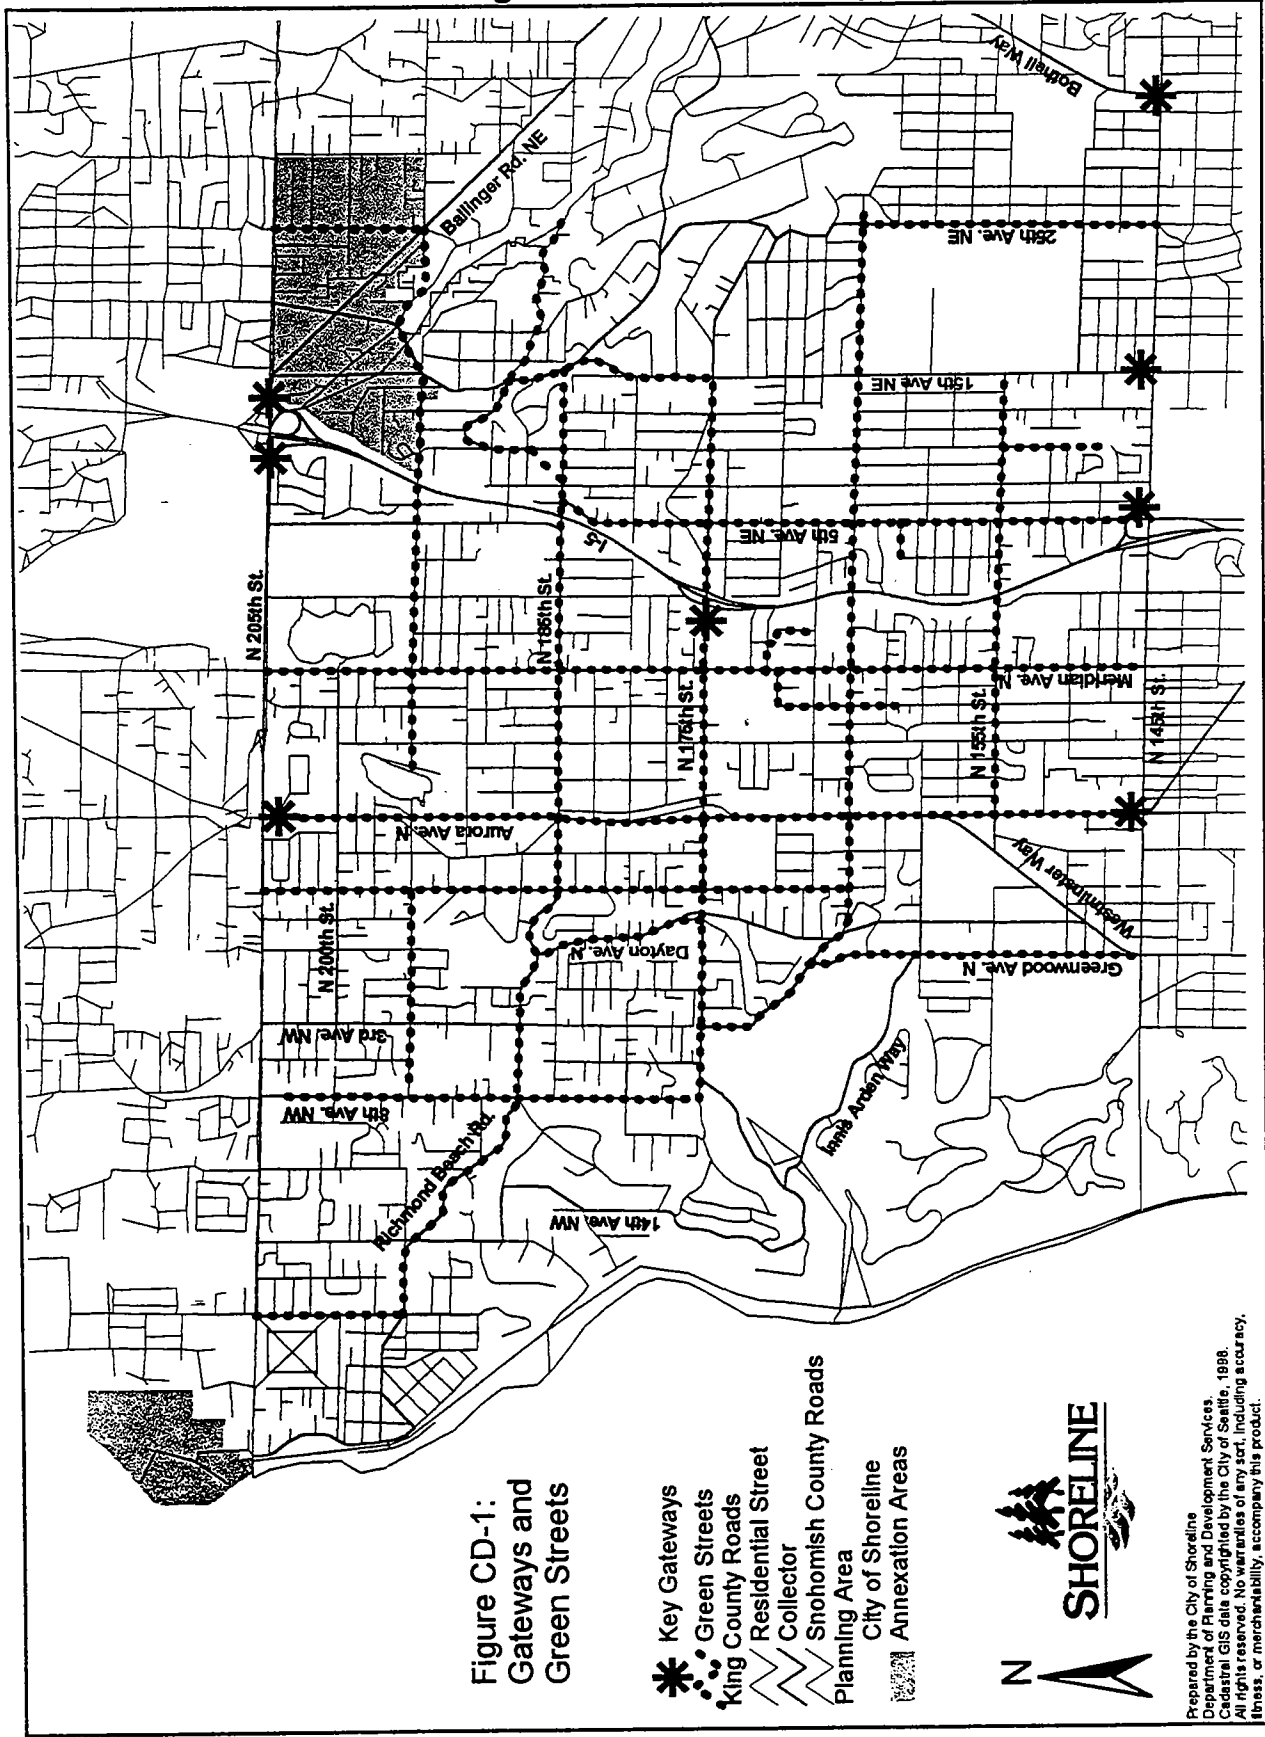 Figure CD-1:
Gateways and
Green Streets
Key Gateways
Green Streets
King County Roads
Residential Street
Collector
Snohomish County Roads
Planning Area
City of Shoreline
Annexation Areas
N
SHORELINE
Prepared by the City of Shoreline
Department of Planning and Development Services.
Cadastral GIS data copyrighted by the City of Seattle, 1998.
All rights reserved. No warranties of any sort, including accuracy,
fitness, or merchantability, accompany this product.
N 205th St.
N 200th St.
N 185th St.
N 175th St.
N 155th St.
N 145th St.
Richmond Beach Rd.
8th Ave. NW
3rd Ave. NW
14th Ave. NW
Dayton Ave. N
Innis Arden Way
Greenwood Ave. N
Westminster Way
Aurora Ave. N
Meridian Ave. N
I-5
5th Ave. NE
15th Ave NE
25th Ave. NE
Ballinger Rd. NE
Bothell Way